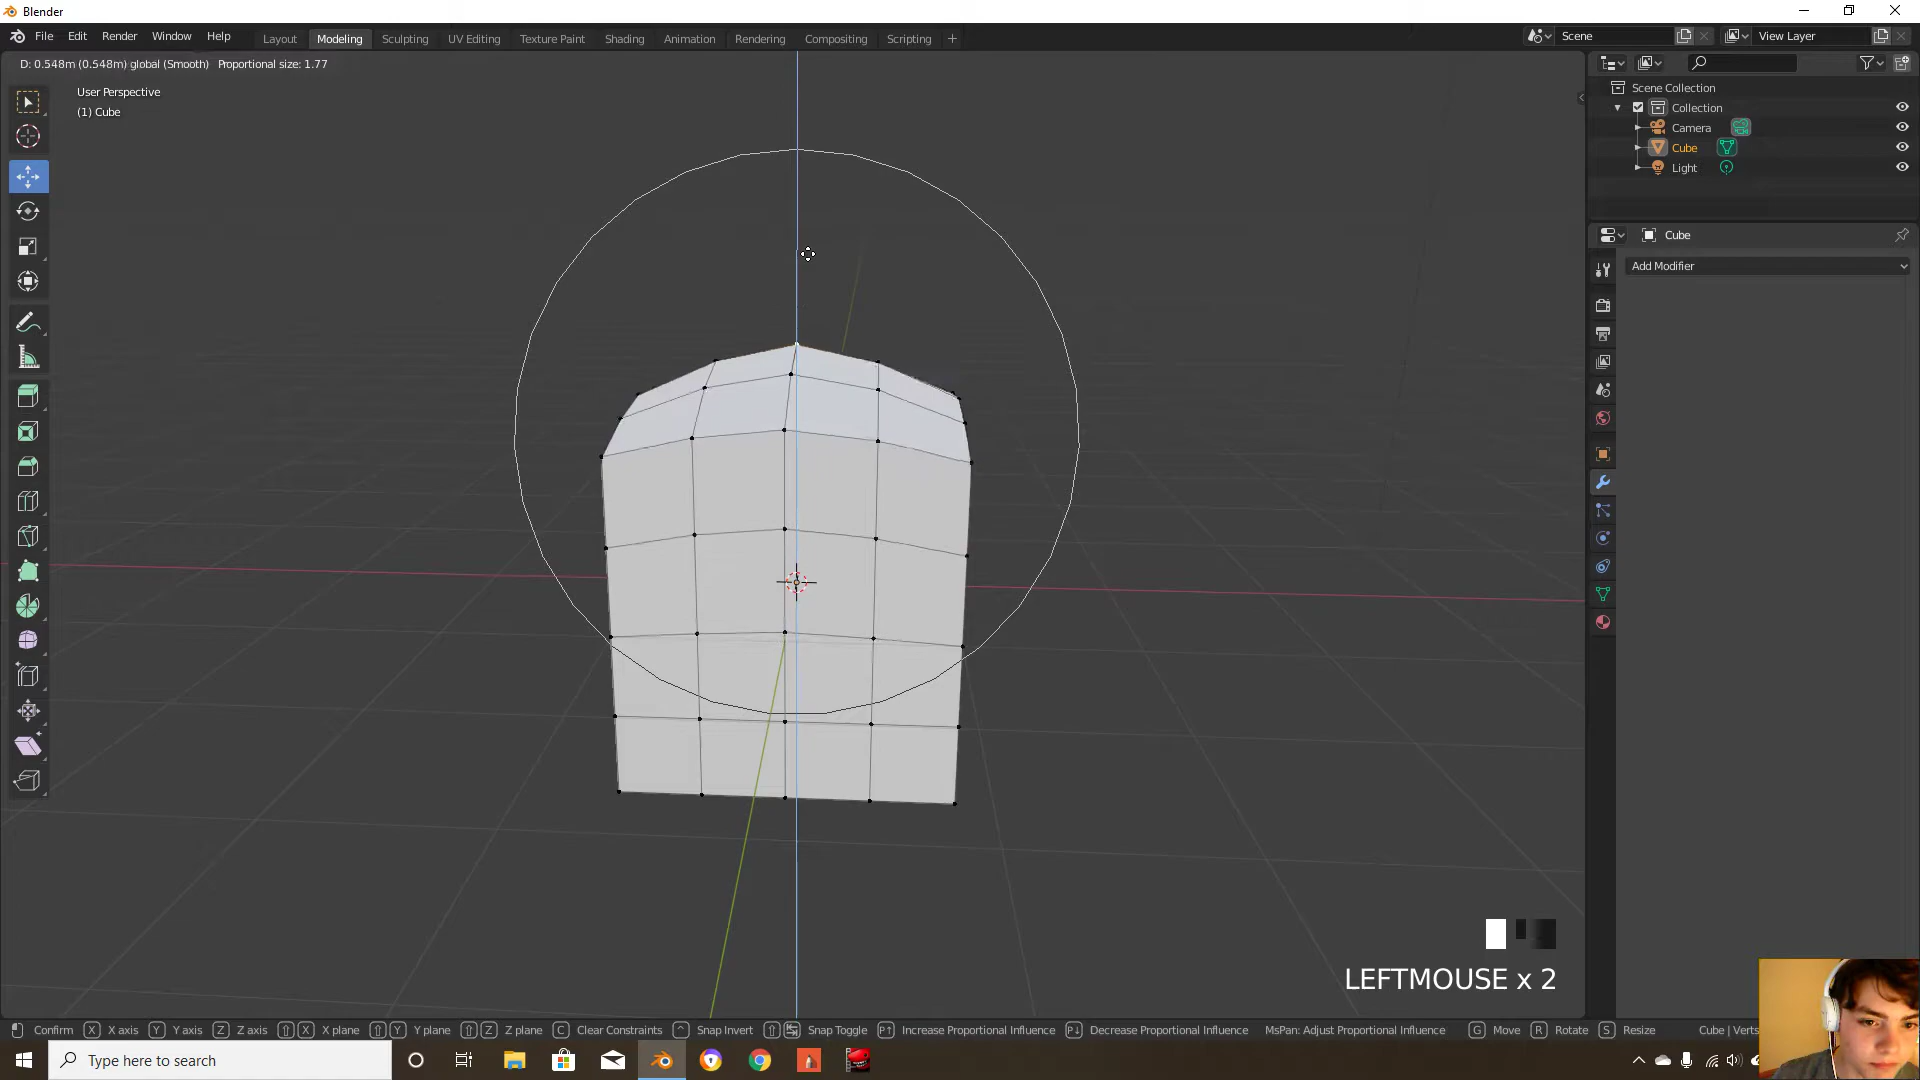 Blender
File Edit Render Window Help Layout Modeling Sculpting UV Editing Texture Paint Shading Animation Rendering Compositing Scripting + Scene View Layer
D: 0.548m (0.548m) global (Smooth) Proportional size: 1.77
User Perspective
(1) Cube
Scene Collection
Collection
Camera
Cube
Light
Cube
Add Modifier
LEFTMOUSE x 2
Confirm X X axis Y Y axis Z Z axis X X plane Y Y plane Z Z plane C Clear Constraints Snap Invert Snap Toggle Increase Proportional Influence Decrease Proportional Influence MsPan: Adjust Proportional Influence G Move R Rotate S Resize Cube | Verts
Type here to search